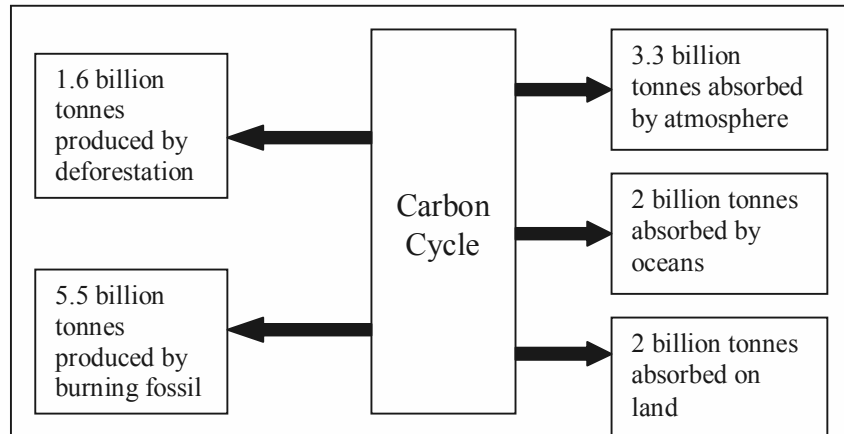 1.6 billion
tonnes
produced by
deforestation
5.5 billion
tonnes
produced by
burning fossil
Carbon
Cycle
3.3 billion
tonnes absorbed
by atmosphere
2 billion tonnes
absorbed by
oceans
2 billion tonnes
absorbed on
land